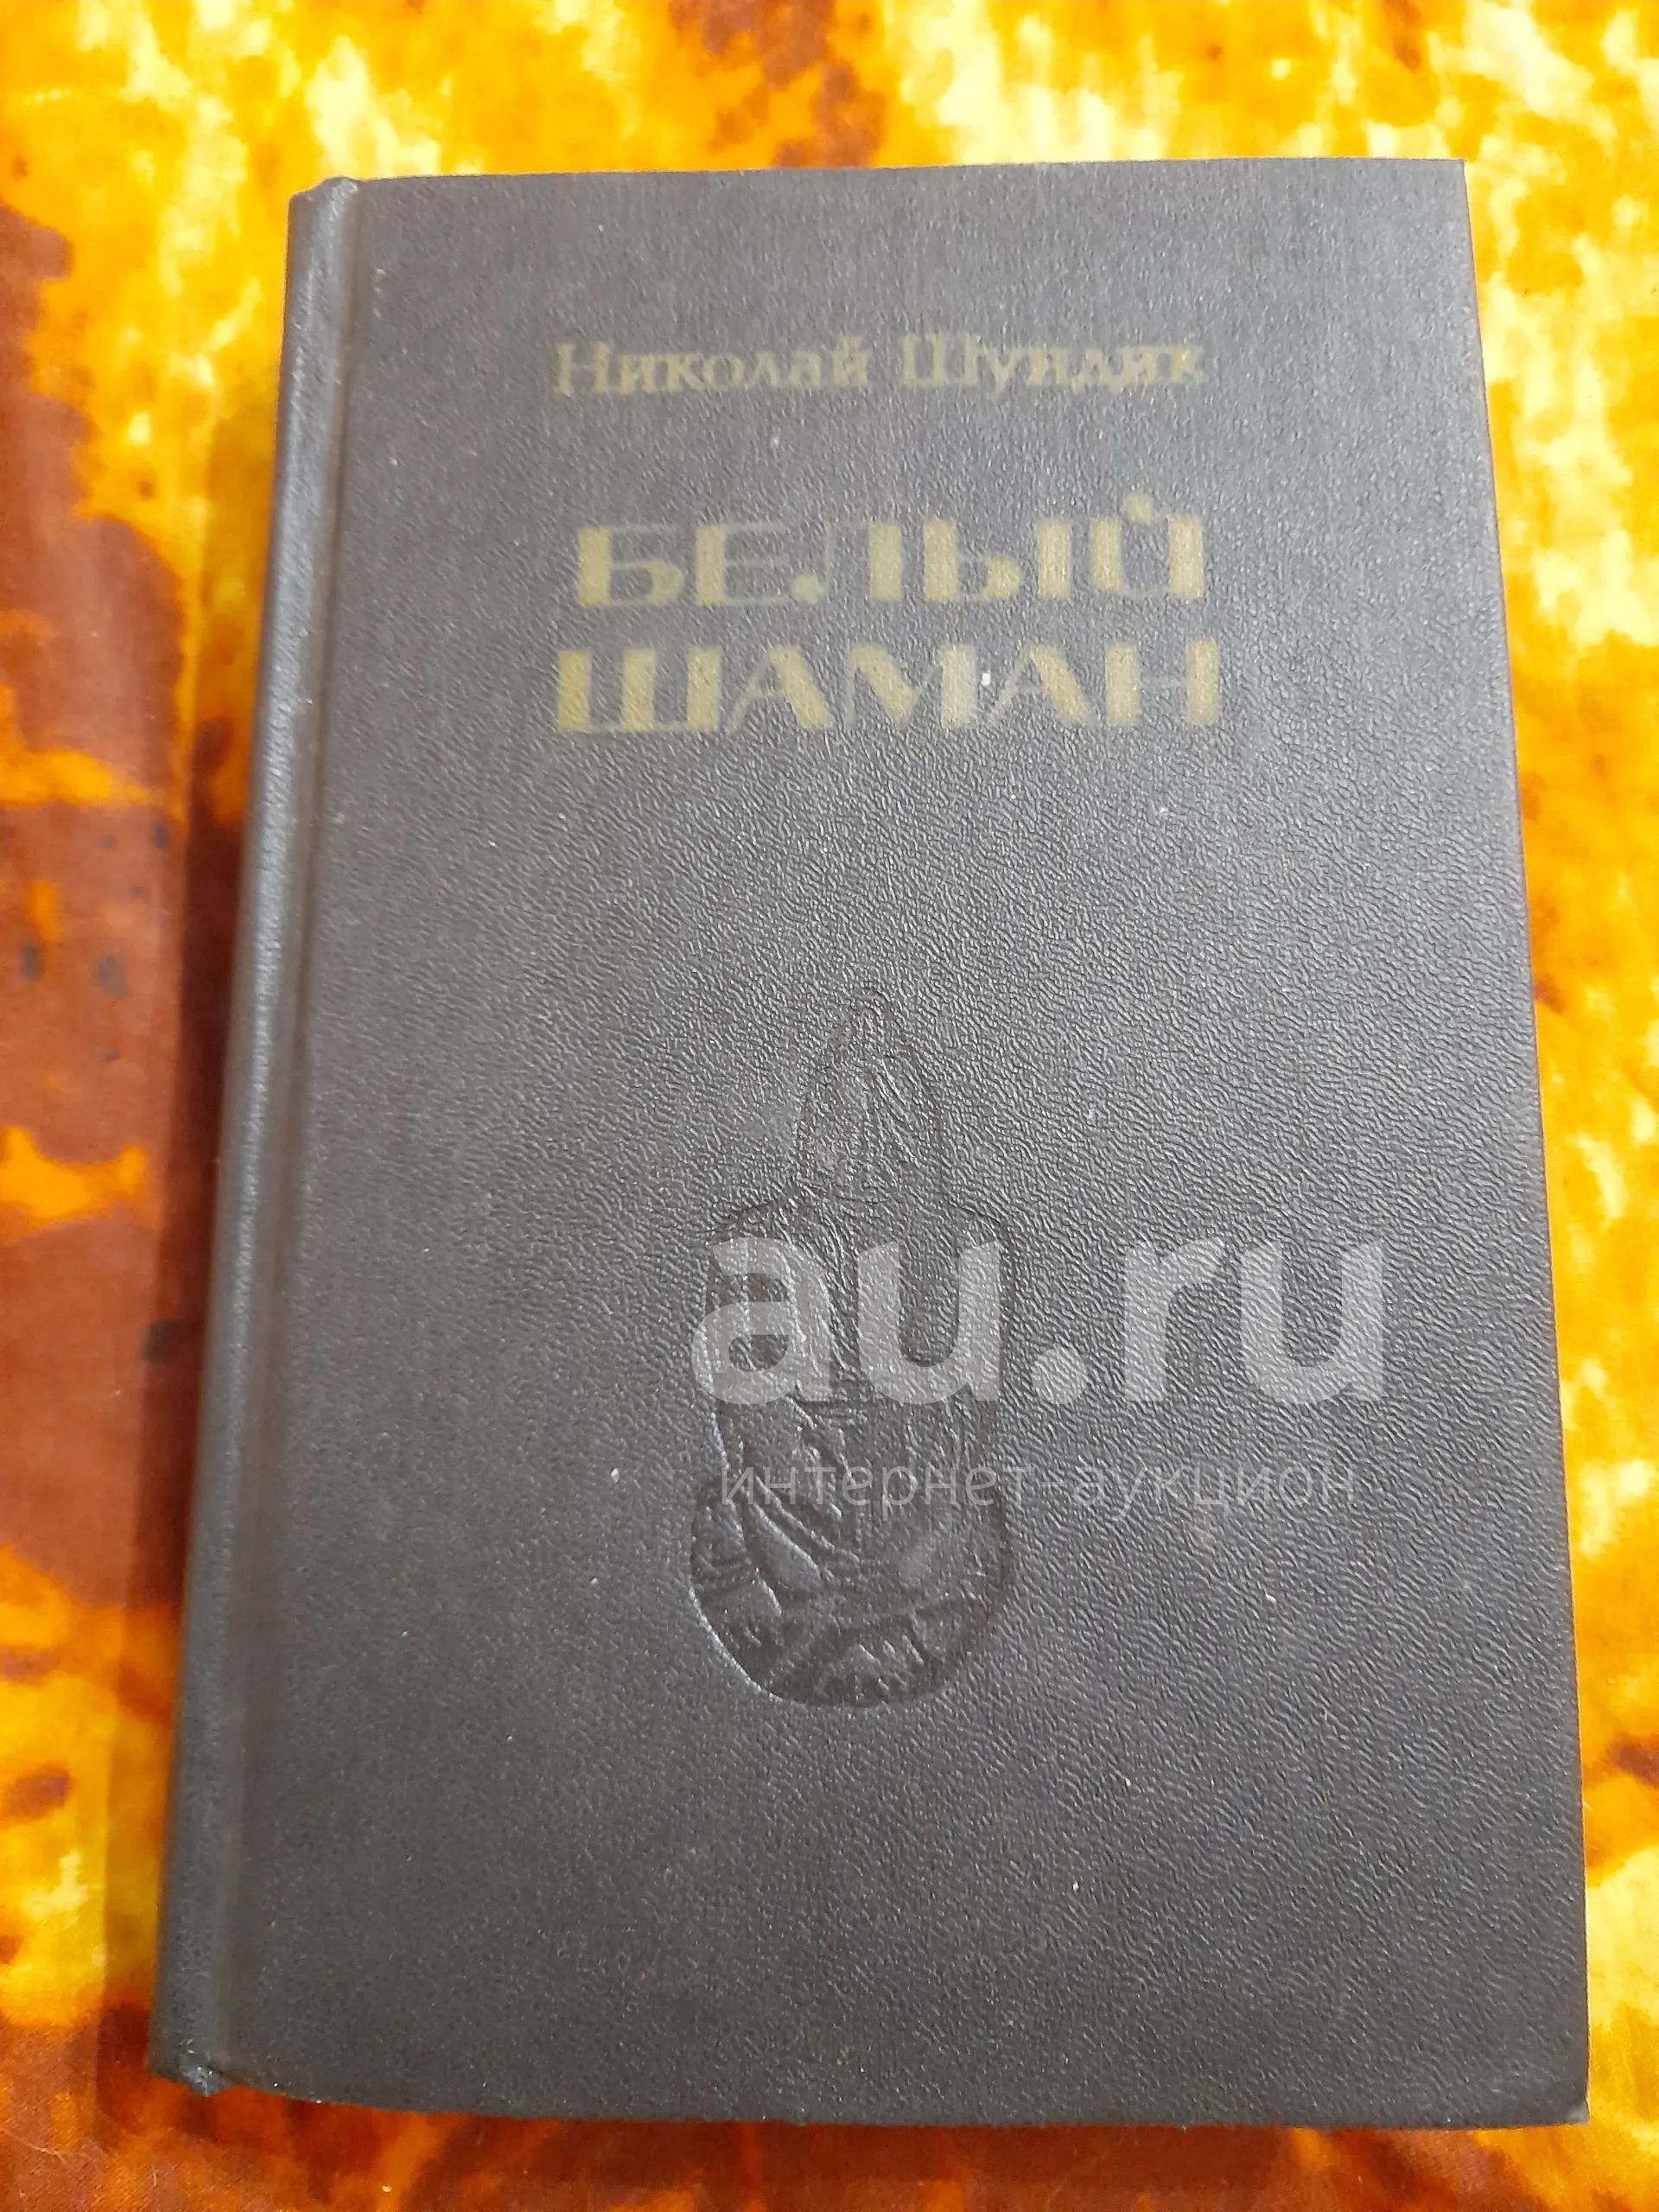 Николай Шундик
БЕЛЫЙ
ШАМАН
au.ru
интернет-аукцион